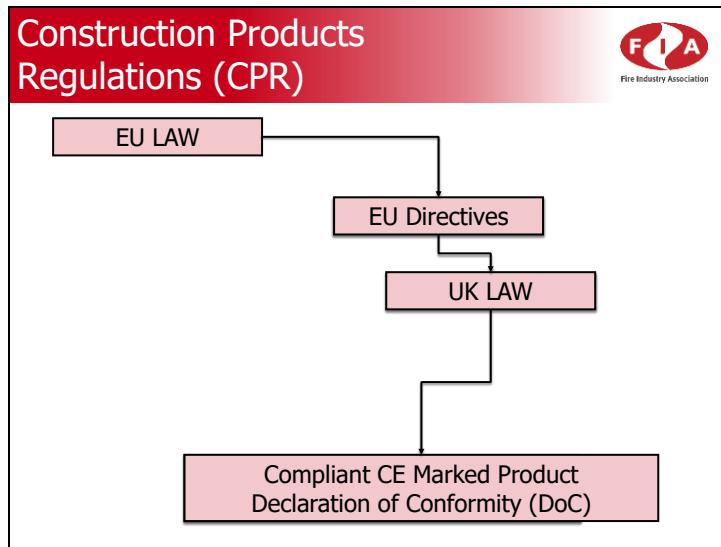 Construction Products
Regulations (CPR)
F I A
Fire Industry Association
EU LAW
EU Directives
UK LAW
Compliant CE Marked Product
Declaration of Conformity (DoC)